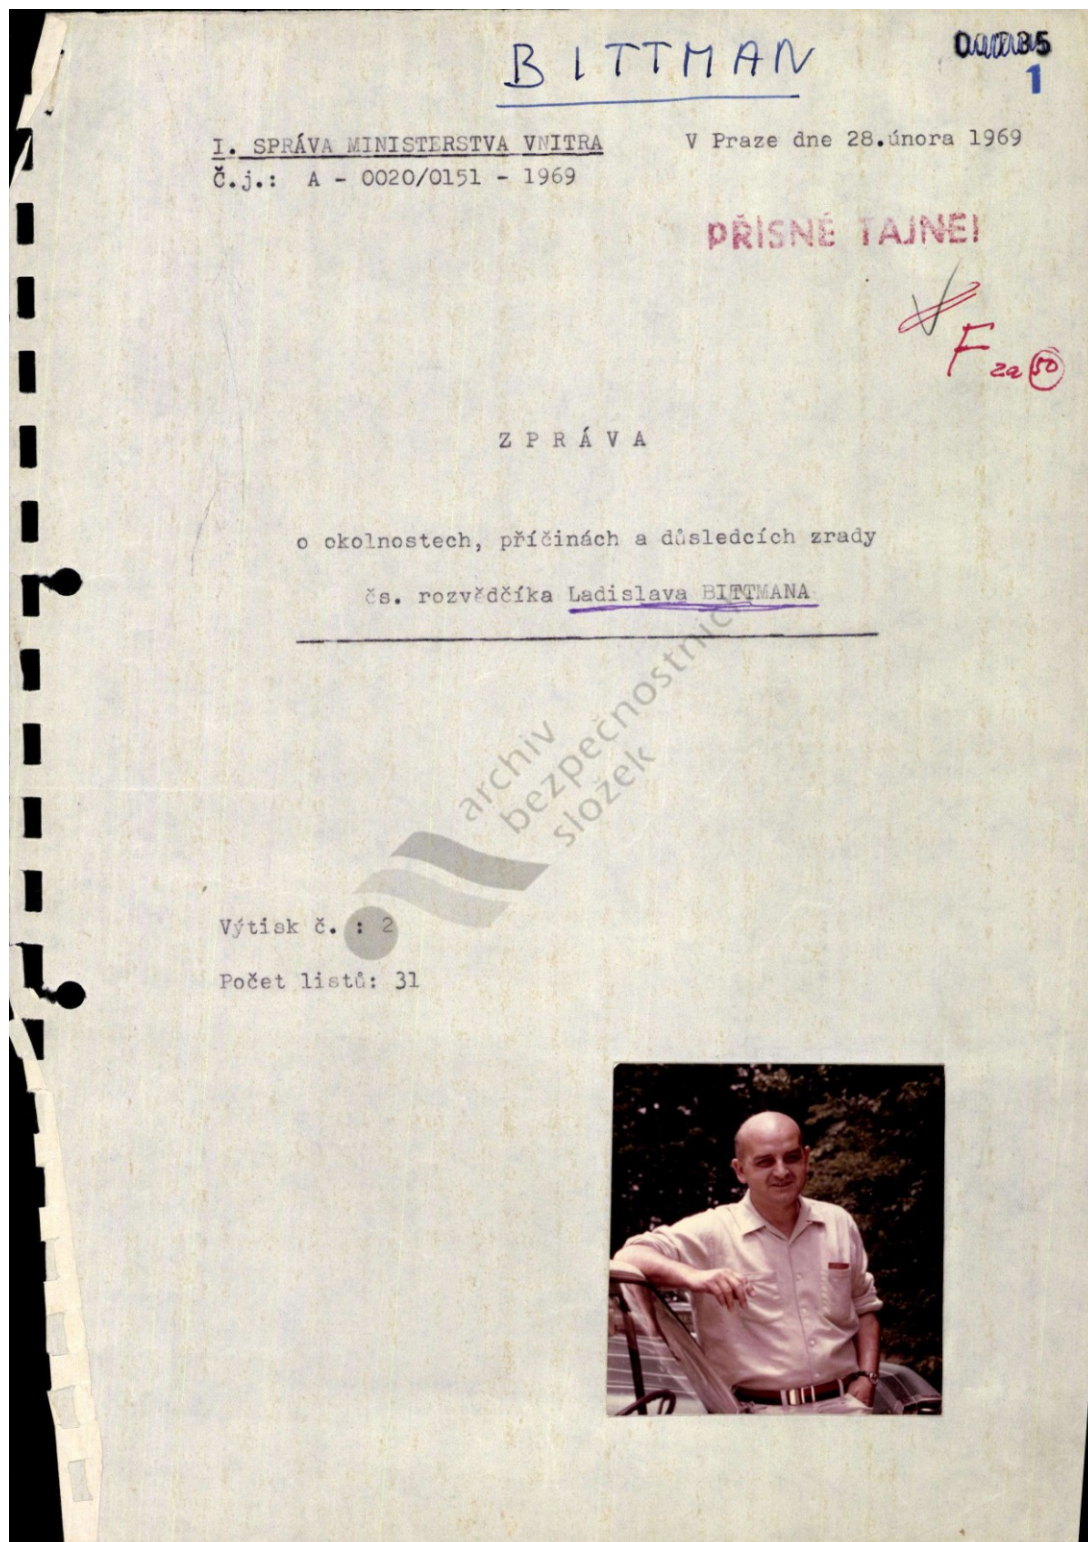 BITTMAN
1
I. SPRÁVA MINISTERSTVA VNITRA
V Praze dne 28.února 1969
Č.j.: A - 0020/0151 - 1969
PŘÍSNĚ TAJNÉ!
F za 50
Z P R Á V A
o okolnostech, příčinách a důsledcích zrady
čs. rozvědčíka Ladislava BITTMANA
archiv
bezpečnostních
složek
Výtisk č. : 2
Počet listů: 31